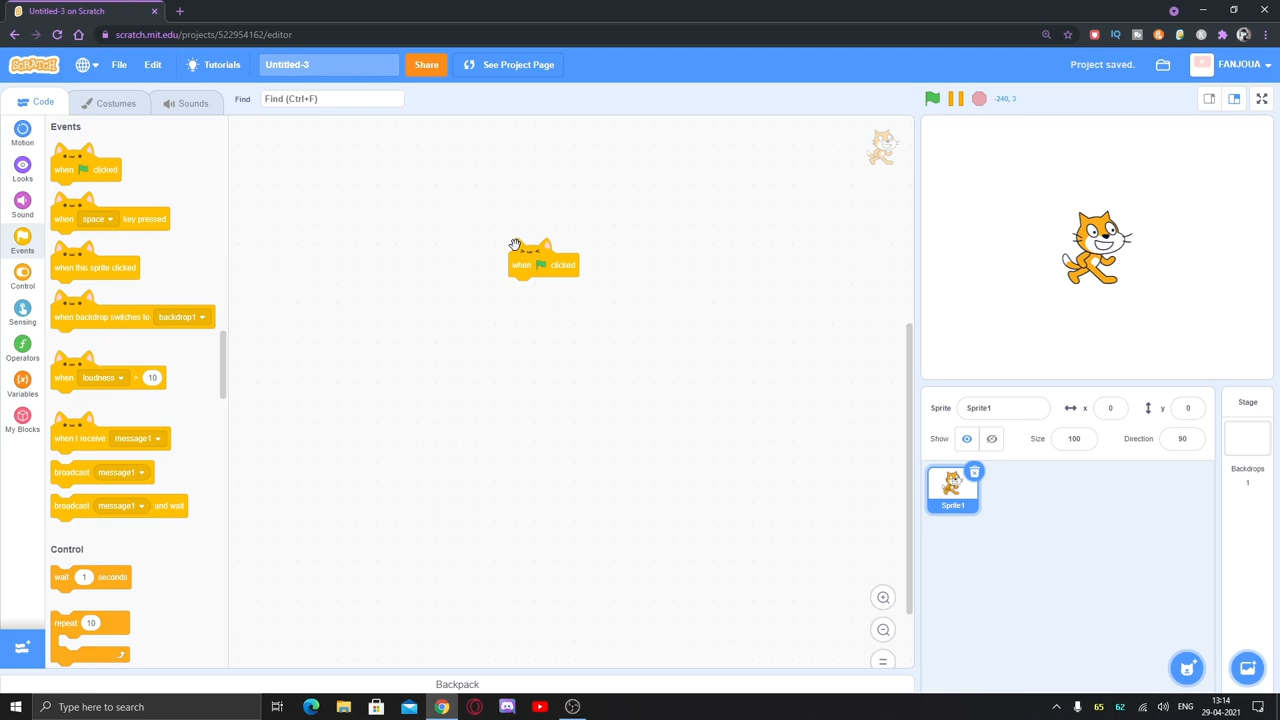 Untitled-3 on Scratch
scratch.mit.edu/projects/522954162/editor
SCRATCH
File
Edit
Tutorials
Untitled-3
Share
See Project Page
Project saved.
FANJOUA
Code
Costumes
Sounds
Find
Find (Ctrl+F)
-240, 3
Motion
Looks
Sound
Events
Control
Sensing
Operators
Variables
My Blocks
Events
when clicked
when space key pressed
when this sprite clicked
when backdrop switches to backdrop1
when loudness > 10
when I receive message1
broadcast message1
broadcast message1 and wait
Control
wait 1 seconds
repeat 10
when clicked
Sprite
Sprite1
x
0
y
0
Show
Size
100
Direction
90
Sprite1
Stage
Backdrops
1
Backpack
Type here to search
65
62
13:14
29-04-2021